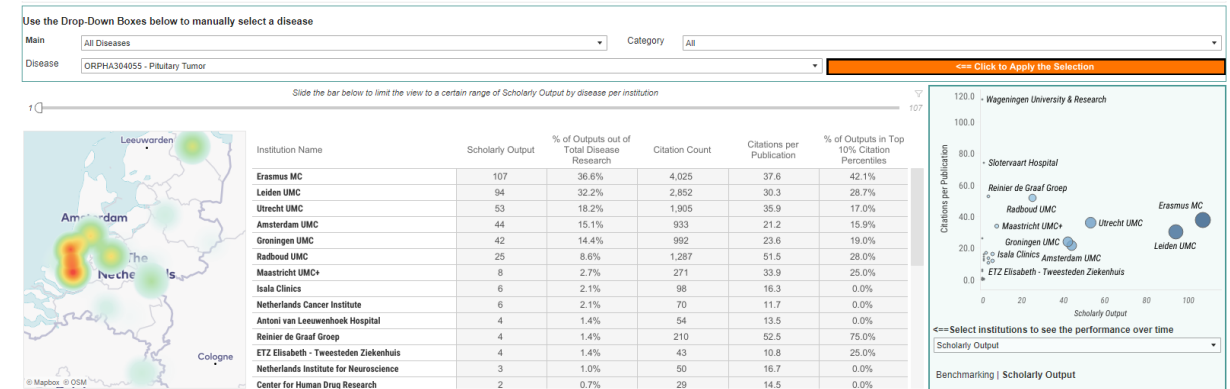 Use the Drop-Down Boxes below to manually select a disease
Main
All Diseases
Category
All
Disease
ORPHA304055 - Pituitary Tumor
<== Click to Apply the Selection
Slide the bar below to limit the view to a certain range of Scholarly Output by disease per institution
1
107
Leeuwarden
Amsterdam
The
Netherlands
Cologne
© Mapbox © OSM
Institution Name Scholarly Output % of Outputs out of Total Disease Research Citation Count Citations per Publication % of Outputs in Top 10% Citation Percentiles
Erasmus MC 107 36.6% 4,025 37.6 42.1%
Leiden UMC 94 32.2% 2,852 30.3 28.7%
Utrecht UMC 53 18.2% 1,905 35.9 17.0%
Amsterdam UMC 44 15.1% 933 21.2 15.9%
Groningen UMC 42 14.4% 992 23.6 19.0%
Radboud UMC 25 8.6% 1,287 51.5 28.0%
Maastricht UMC+ 8 2.7% 271 33.9 25.0%
Isala Clinics 6 2.1% 98 16.3 0.0%
Netherlands Cancer Institute 6 2.1% 70 11.7 0.0%
Antoni van Leeuwenhoek Hospital 4 1.4% 54 13.5 0.0%
Reinier de Graaf Groep 4 1.4% 210 52.5 75.0%
ETZ Elisabeth - Tweesteden Ziekenhuis 4 1.4% 43 10.8 25.0%
Netherlands Institute for Neuroscience 3 1.0% 50 16.7 0.0%
Center for Human Drug Research 2 0.7% 29 14.5 0.0%
Citations per Publication
120.0
100.0
80.0
60.0
40.0
20.0
0.0
Wageningen University & Research
Slotervaart Hospital
Reinier de Graaf Groep
Radboud UMC
Erasmus MC
Maastricht UMC+
Utrecht UMC
Groningen UMC
Leiden UMC
Isala Clinics
Amsterdam UMC
ETZ Elisabeth - Tweesteden Ziekenhuis
0 20 40 60 80 100
Scholarly Output
<==Select institutions to see the performance over time
Scholarly Output
Benchmarking | Scholarly Output